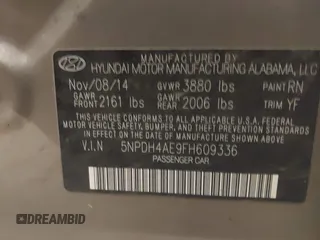 MANUFACTURED BY
HYUNDAI MOTOR MANUFACTURING ALABAMA, LLC
Nov/08/14 GVWR 3880 lbs PAINT RN
GAWR FRONT 2161 lbs GAWR REAR 2006 lbs TRIM YF
THIS VEHICLE CONFORMS TO ALL APPLICABLE U.S.A. FEDERAL
MOTOR VEHICLE SAFETY, BUMPER, AND THEFT PREVENTION
STANDARDS IN EFFECT ON THE DATE OF MANUFACTURE SHOWN ABOVE.
V.I.N 5NPDH4AE9FH609336
PASSENGER CAR
DREAMBID